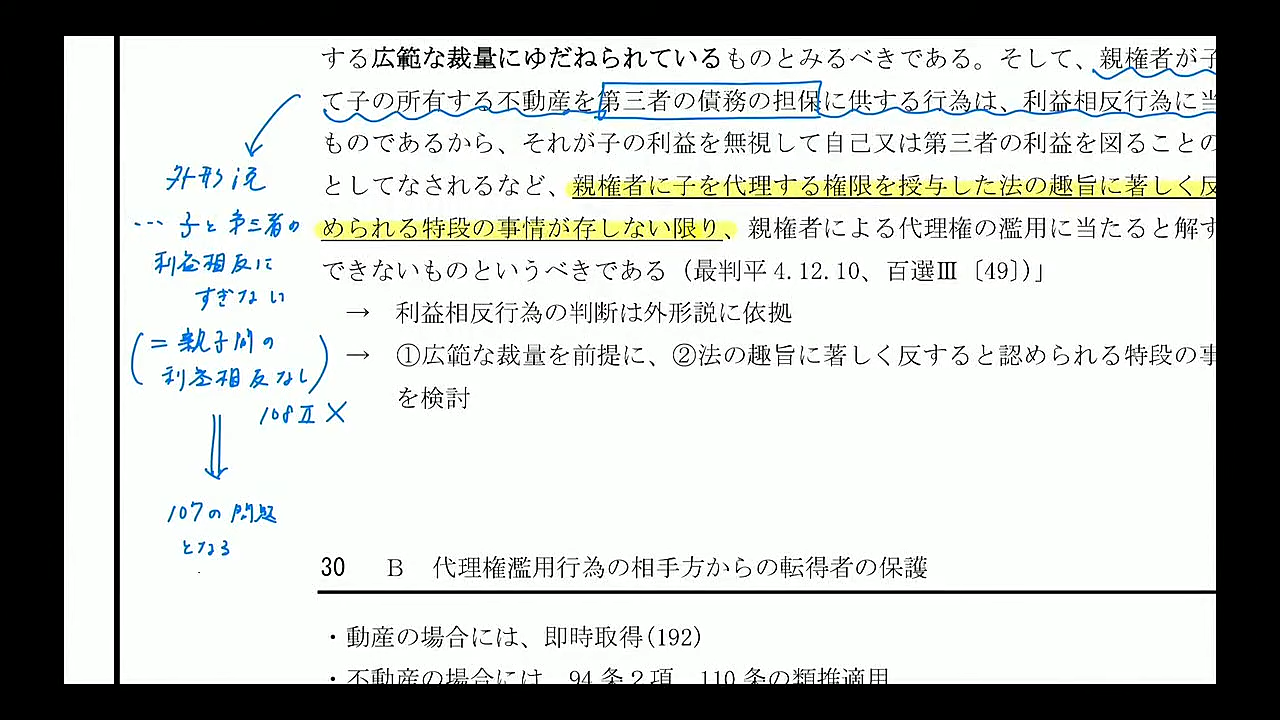 する広範な裁量にゆだねられているものとみるべきである。そして、親権者が子
て子の所有する不動産を第三者の債務の担保に供する行為は、利益相反行為に当
ものであるから、それが子の利益を無視して自己又は第三者の利益を図ることの
としてなされるなど、親権者に子を代理する権限を授与した法の趣旨に著しく反
められる特段の事情が存しない限り、親権者による代理権の濫用に当たると解す
できないものというべきである（最判平 4.12.10、百選Ⅲ〔49〕）」
→ 利益相反行為の判断は外形説に依拠
→ ①広範な裁量を前提に、②法の趣旨に著しく反すると認められる特段の事
を検討
外形説
… 子と第三者の
利益相反に
すぎない
(＝親子間の
利益相反なし)
108Ⅱ×
107の問題
となる
30 B 代理権濫用行為の相手方からの転得者の保護
・動産の場合には、即時取得(192)
・不動産の場合には、94 条２項、110 条の類推適用